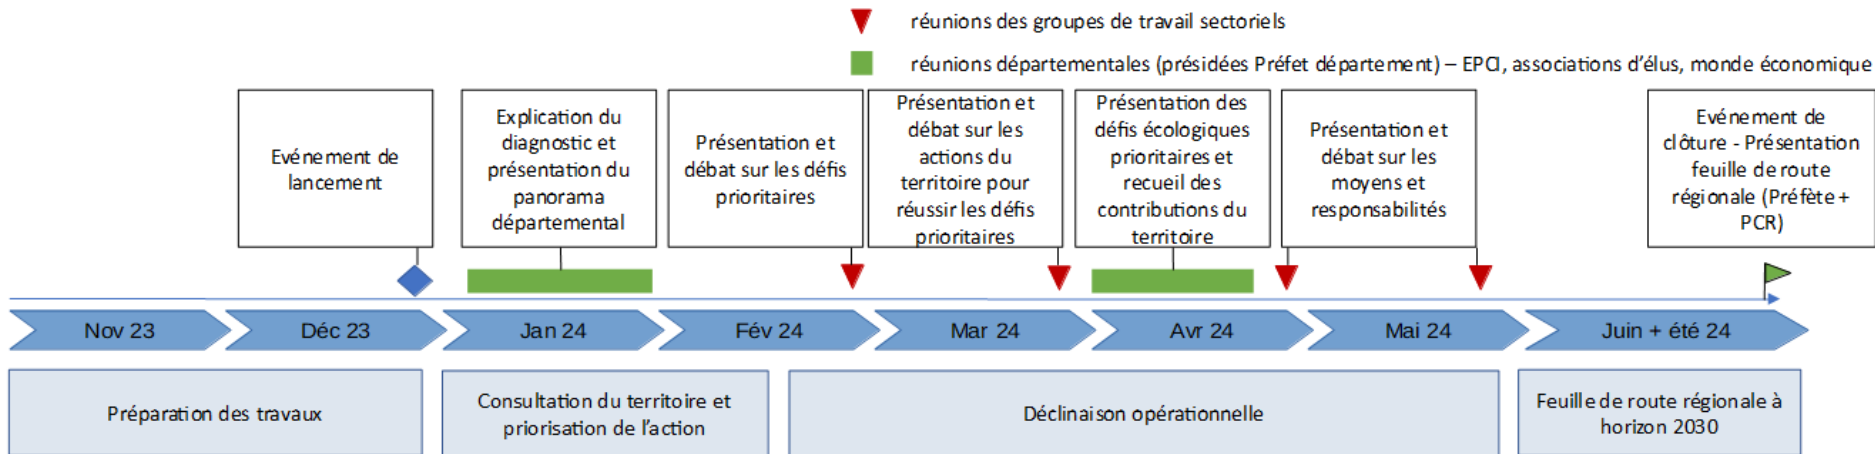 réunions des groupes de travail sectoriels
réunions départementales (présidées Préfet département) – EPCI, associations d'élus, monde économique
Evénement de
lancement
Explication du
diagnostic et
présentation du
panorama
départemental
Présentation et
débat sur les défis
prioritaires
Présentation et
débat sur les
actions du
territoire pour
réussir les défis
prioritaires
Présentation des
défis écologiques
prioritaires et
recueil des
contributions du
territoire
Présentation et
débat sur les
moyens et
responsabilités
Evénement de
clôture - Présentation
feuille de route
régionale (Préfète +
PCR)
Nov 23
Déc 23
Jan 24
Fév 24
Mar 24
Avr 24
Mai 24
Juin + été 24
Préparation des travaux
Consultation du territoire et
priorisation de l'action
Déclinaison opérationnelle
Feuille de route régionale à
horizon 2030